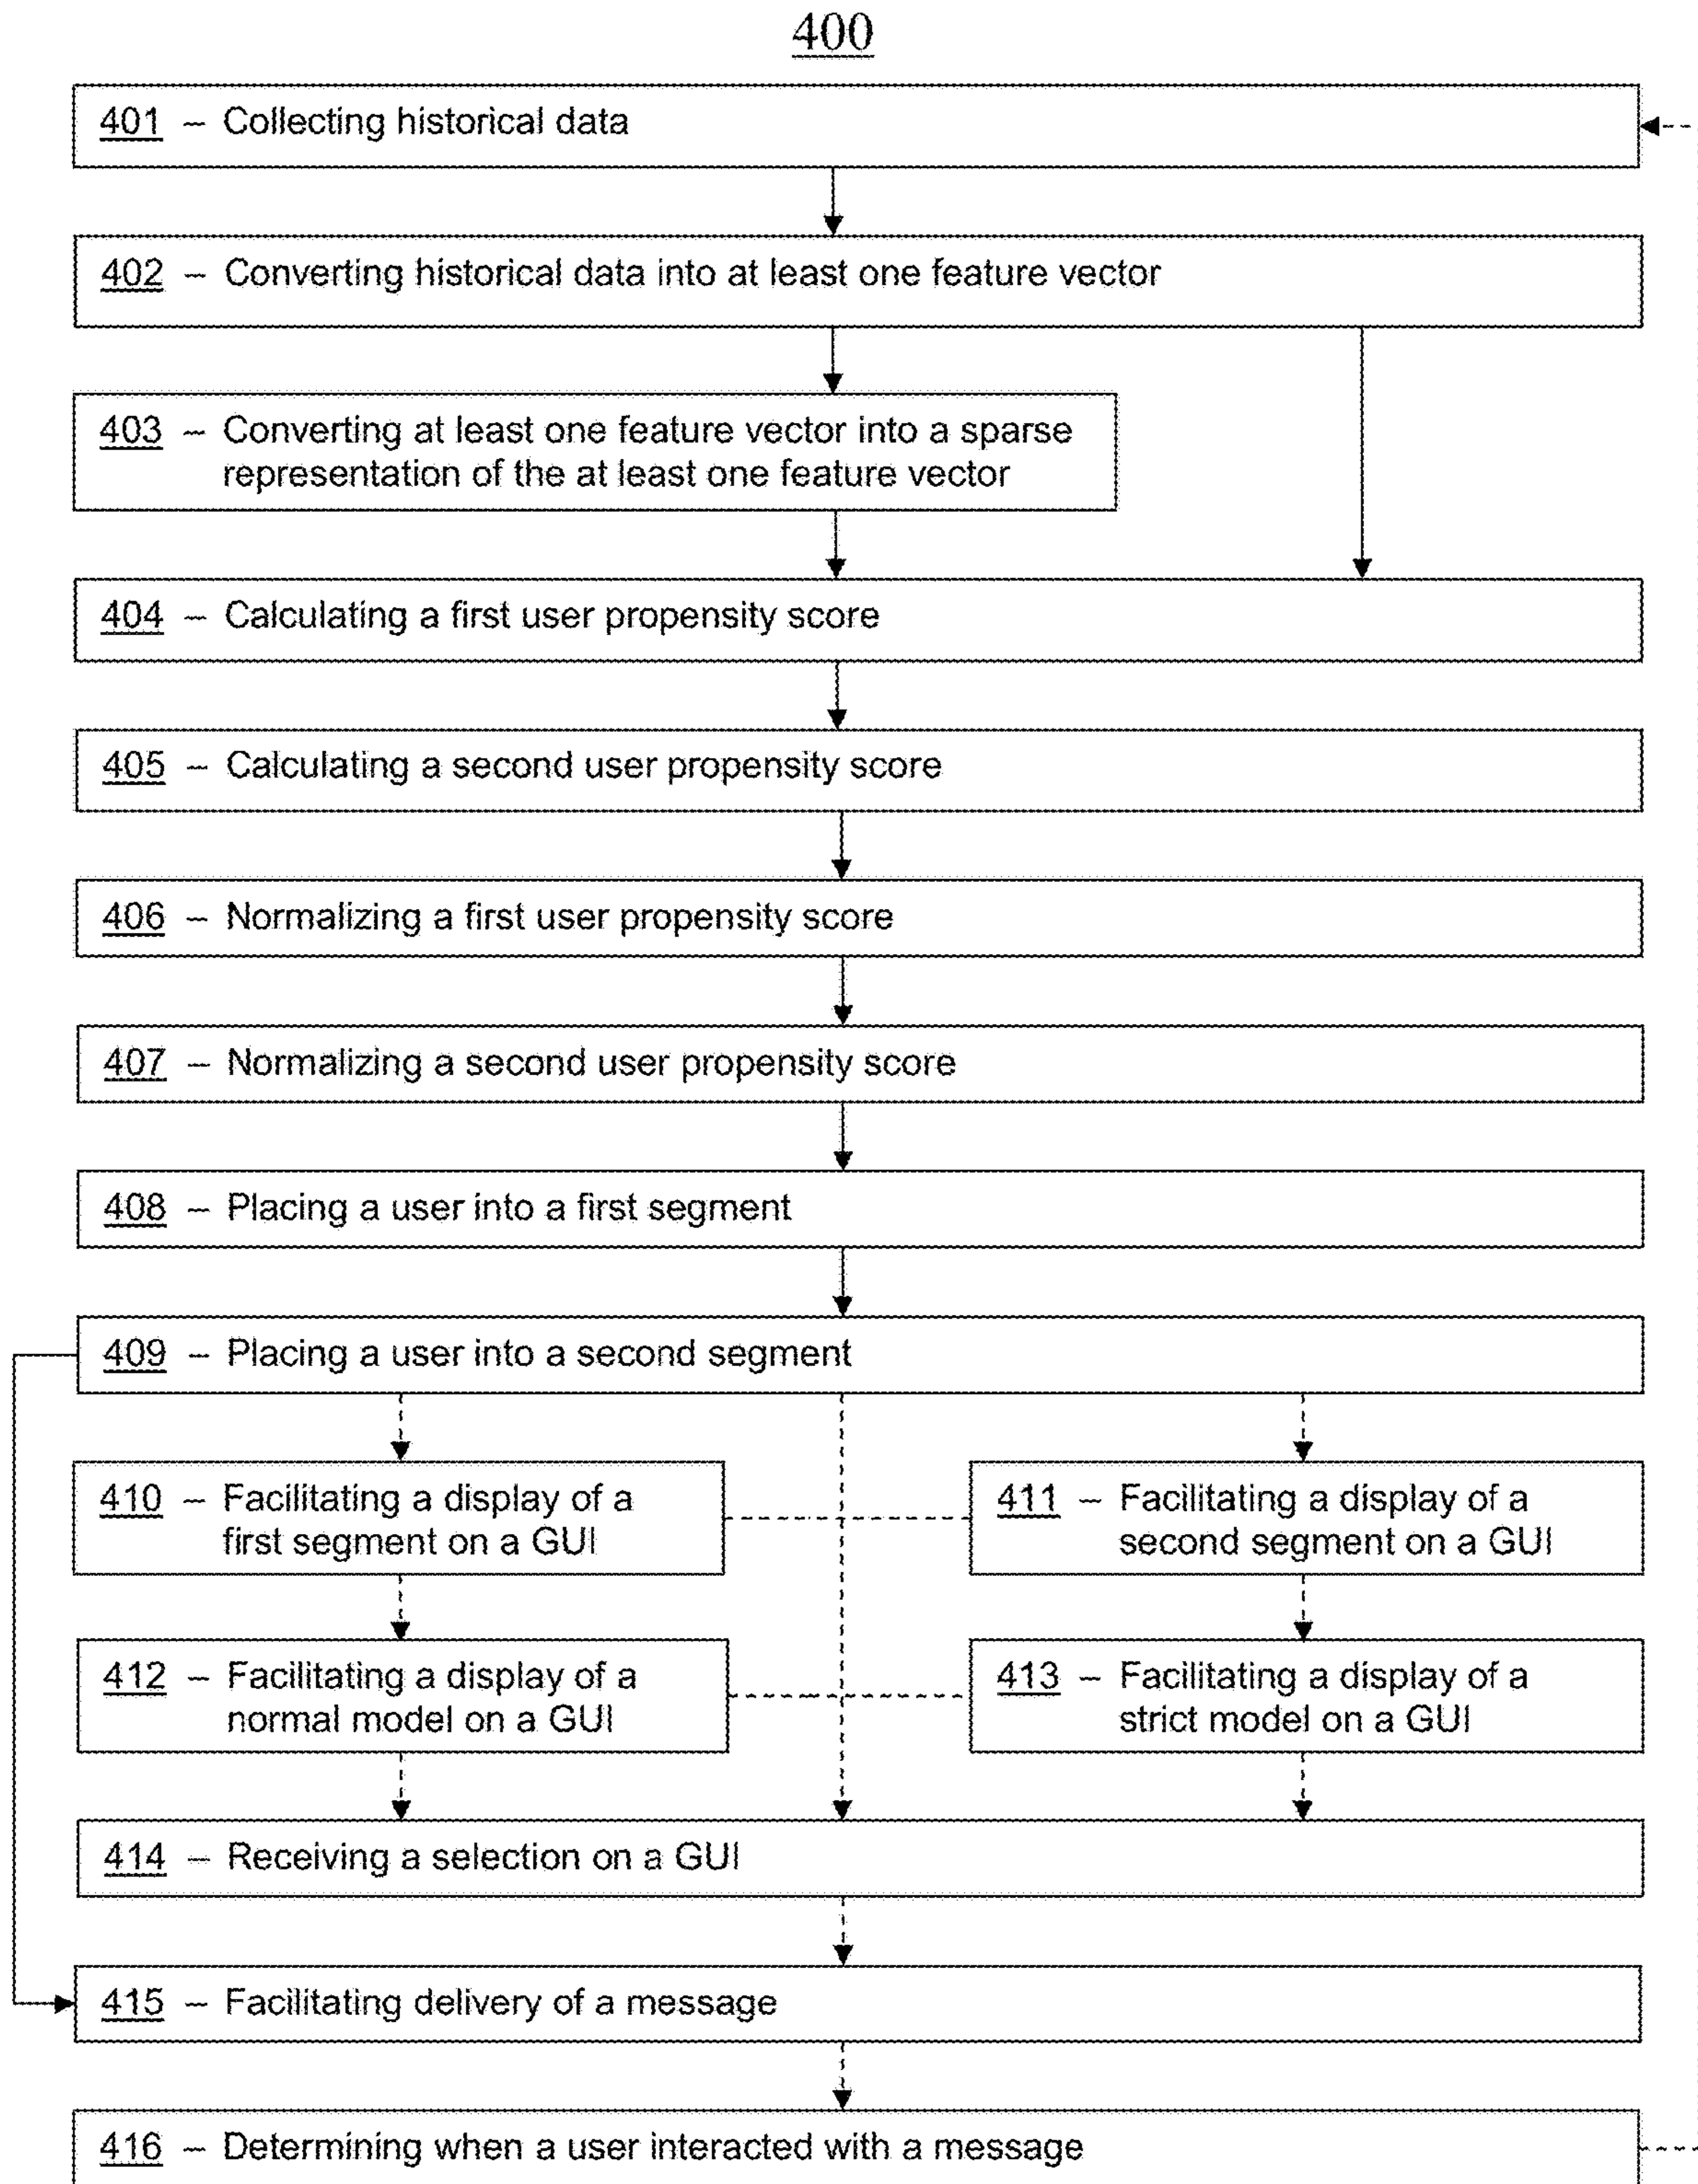 400
401 – Collecting historical data
402 – Converting historical data into at least one feature vector
403 – Converting at least one feature vector into a sparse
representation of the at least one feature vector
404 – Calculating a first user propensity score
405 – Calculating a second user propensity score
406 – Normalizing a first user propensity score
407 – Normalizing a second user propensity score
408 – Placing a user into a first segment
409 – Placing a user into a second segment
410 – Facilitating a display of a
first segment on a GUI
411 – Facilitating a display of a
second segment on a GUI
412 – Facilitating a display of a
normal model on a GUI
413 – Facilitating a display of a
strict model on a GUI
414 – Receiving a selection on a GUI
415 – Facilitating delivery of a message
416 – Determining when a user interacted with a message